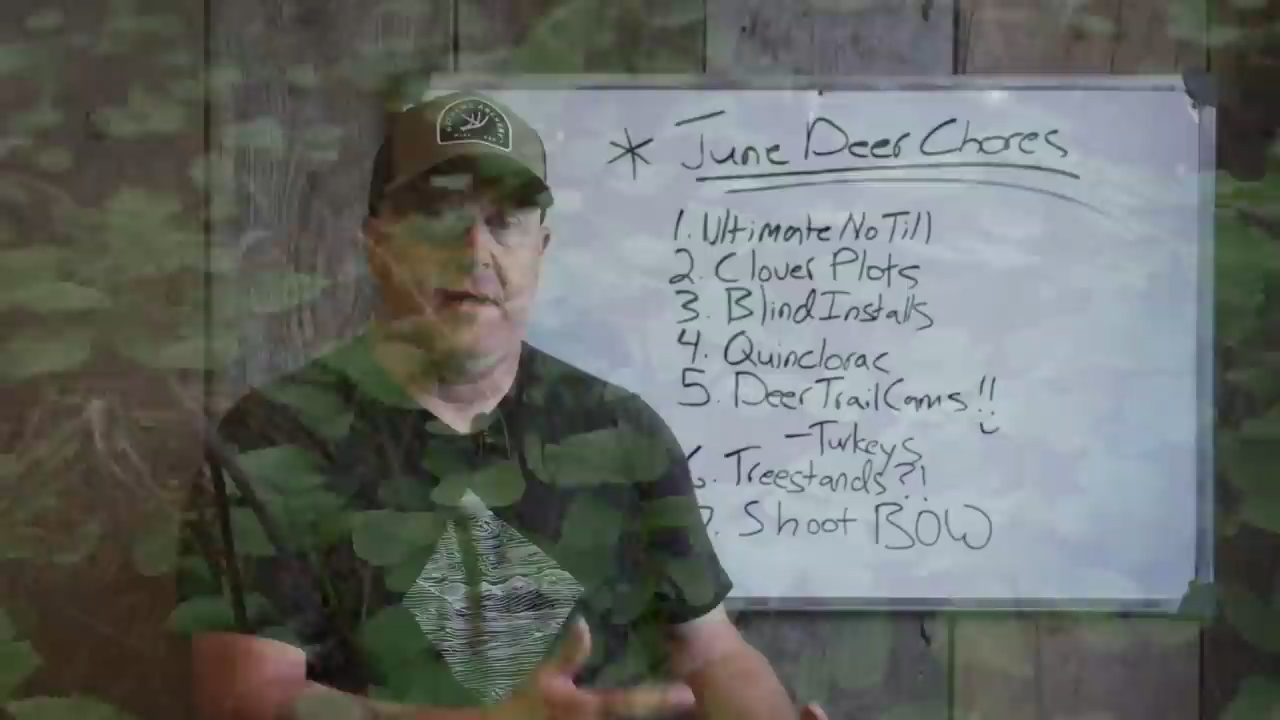 * June Deer Chores
1. Ultimate No Till
2. Clover Plots
3. Blind Installs
4. Quinclorac
5. Deer Trail Cams!!
-Turkeys
. Treestands?!
. Shoot BOW